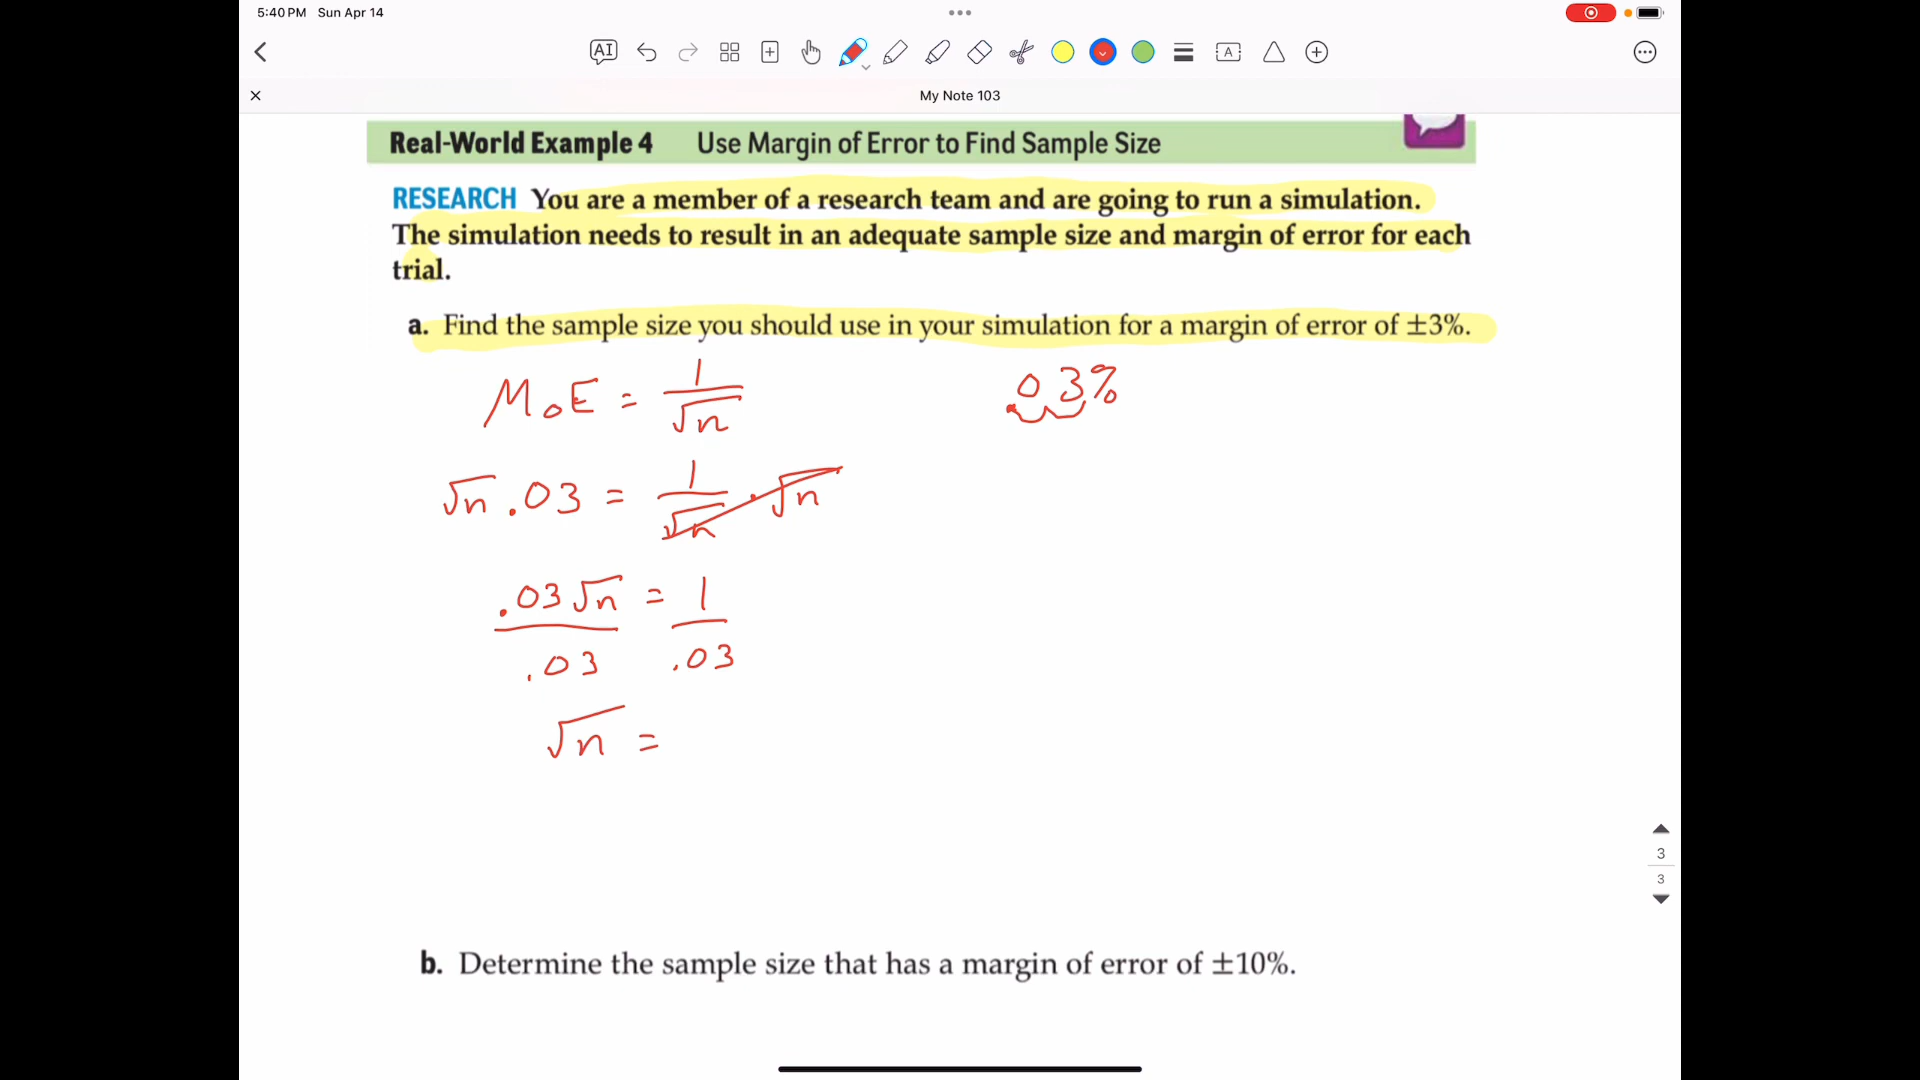 5:40 PM Sun Apr 14
AI
A
My Note 103
Real-World Example 4 Use Margin of Error to Find Sample Size
RESEARCH You are a member of a research team and are going to run a simulation.
The simulation needs to result in an adequate sample size and margin of error for each
trial.
a. Find the sample size you should use in your simulation for a margin of error of ±3%.
MoE = 1/√n
03%
√n .03 = 1/√n · √n
.03√n/.03 = 1/.03
√n =
3
3
b. Determine the sample size that has a margin of error of ±10%.